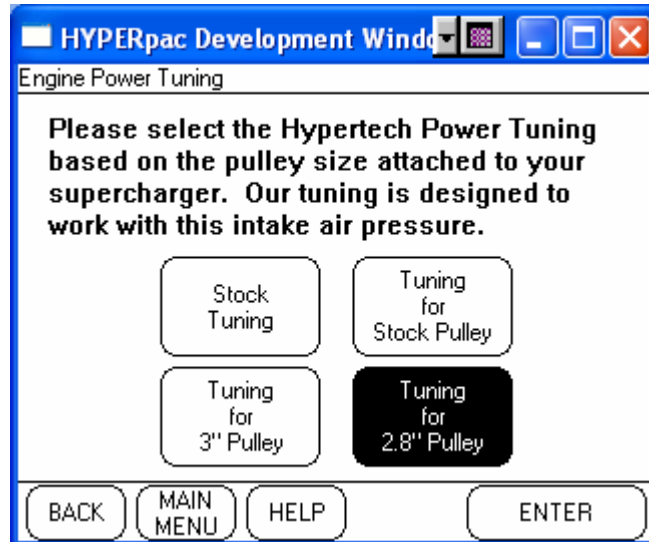 HYPERpac Development Windo
Engine Power Tuning
Please select the Hypertech Power Tuning
based on the pulley size attached to your
supercharger.  Our tuning is designed to
work with this intake air pressure.
Stock
Tuning
Tuning
for
Stock Pulley
Tuning
for
3" Pulley
Tuning
for
2.8" Pulley
BACK
MAIN
MENU
HELP
ENTER